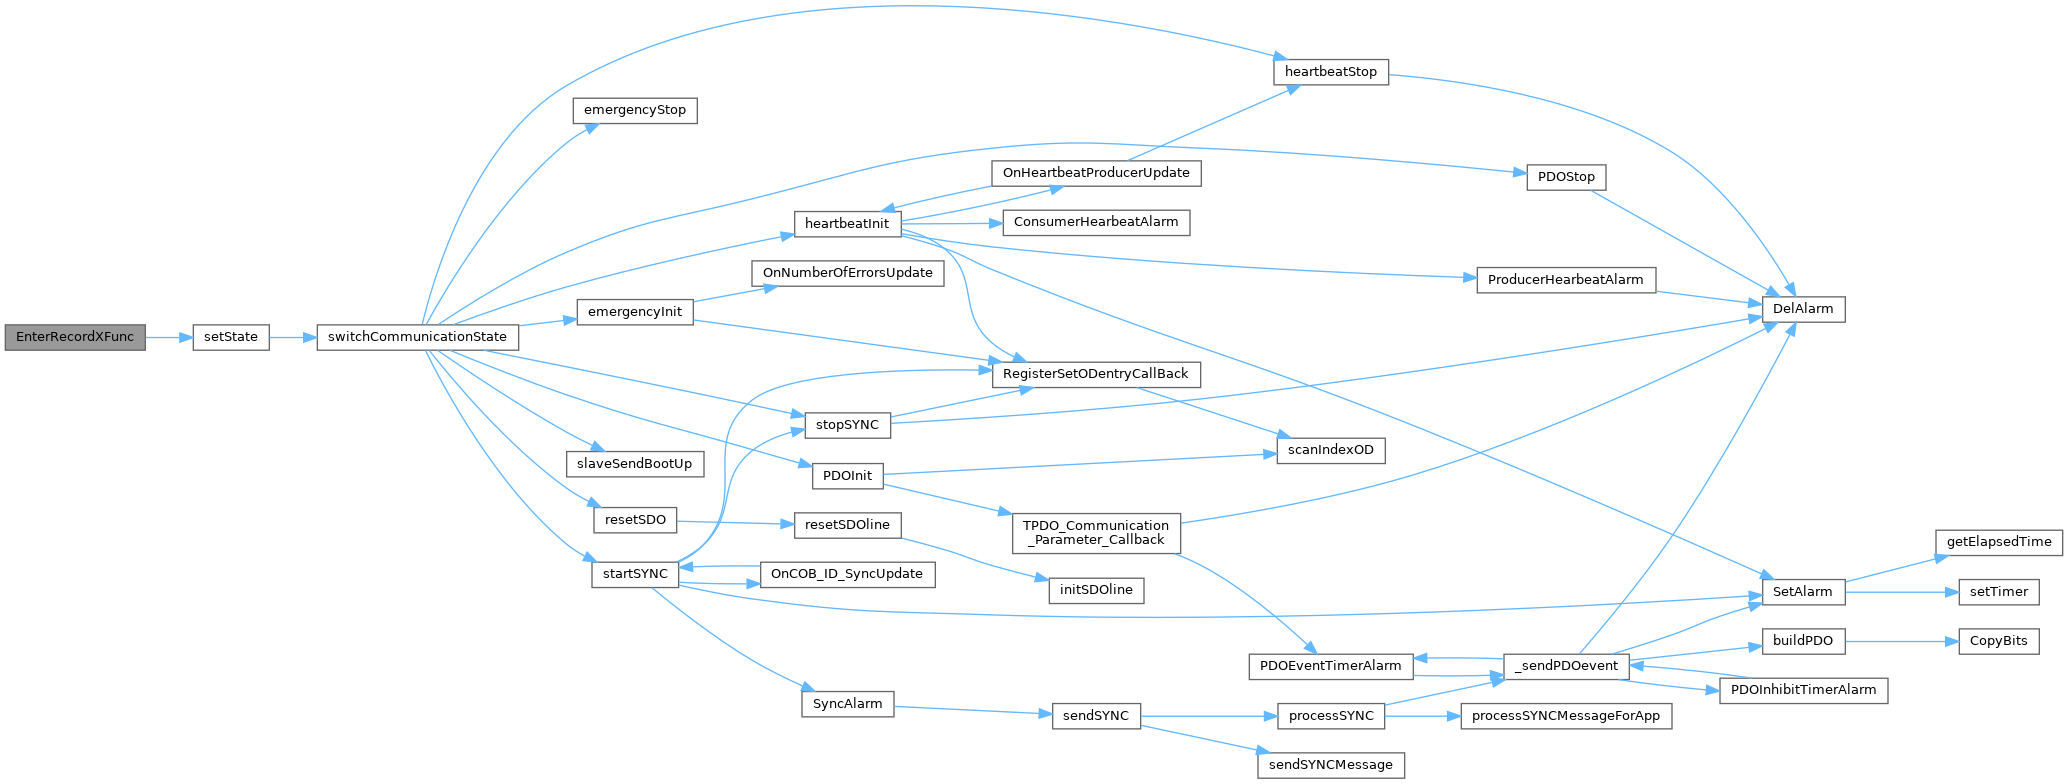 heartbeatStop
emergencyStop
OnHeartbeatProducerUpdate
PDOStop
heartbeatInit
ConsumerHearbeatAlarm
OnNumberOfErrorsUpdate
ProducerHearbeatAlarm
emergencyInit
DelAlarm
EnterRecordXFunc
setState
switchCommunicationState
RegisterSetODentryCallBack
stopSYNC
scanIndexOD
slaveSendBootUp
PDOInit
resetSDO
resetSDOline
TPDO_Communication
_Parameter_Callback
getElapsedTime
startSYNC
OnCOB_ID_SyncUpdate
initSDOline
SetAlarm
setTimer
buildPDO
CopyBits
PDOEventTimerAlarm
_sendPDOevent
PDOInhibitTimerAlarm
SyncAlarm
sendSYNC
processSYNC
processSYNCMessageForApp
sendSYNCMessage